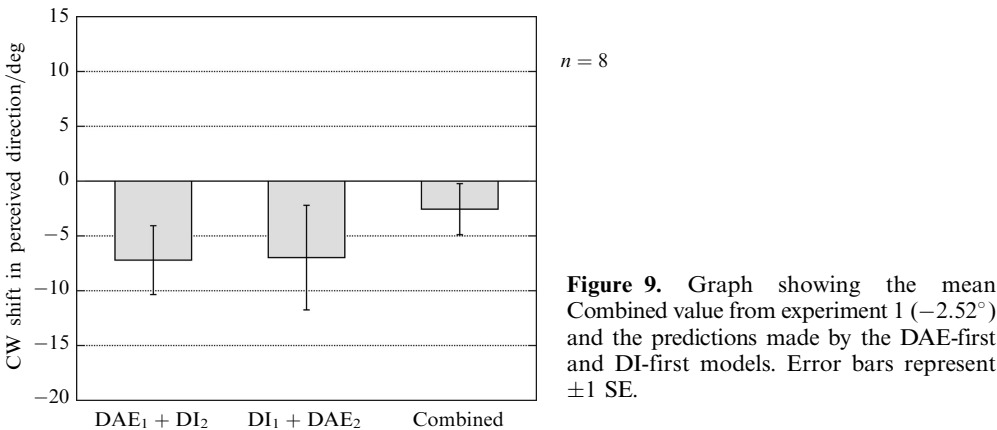 CW shift in perceived direction/deg
15
10
5
0
−5
−10
−15
−20
DAE₁ + DI₂
DI₁ + DAE₂
Combined
n = 8
Figure 9. Graph showing the mean
Combined value from experiment 1 (−2.52°)
and the predictions made by the DAE-first
and DI-first models. Error bars represent
±1 SE.